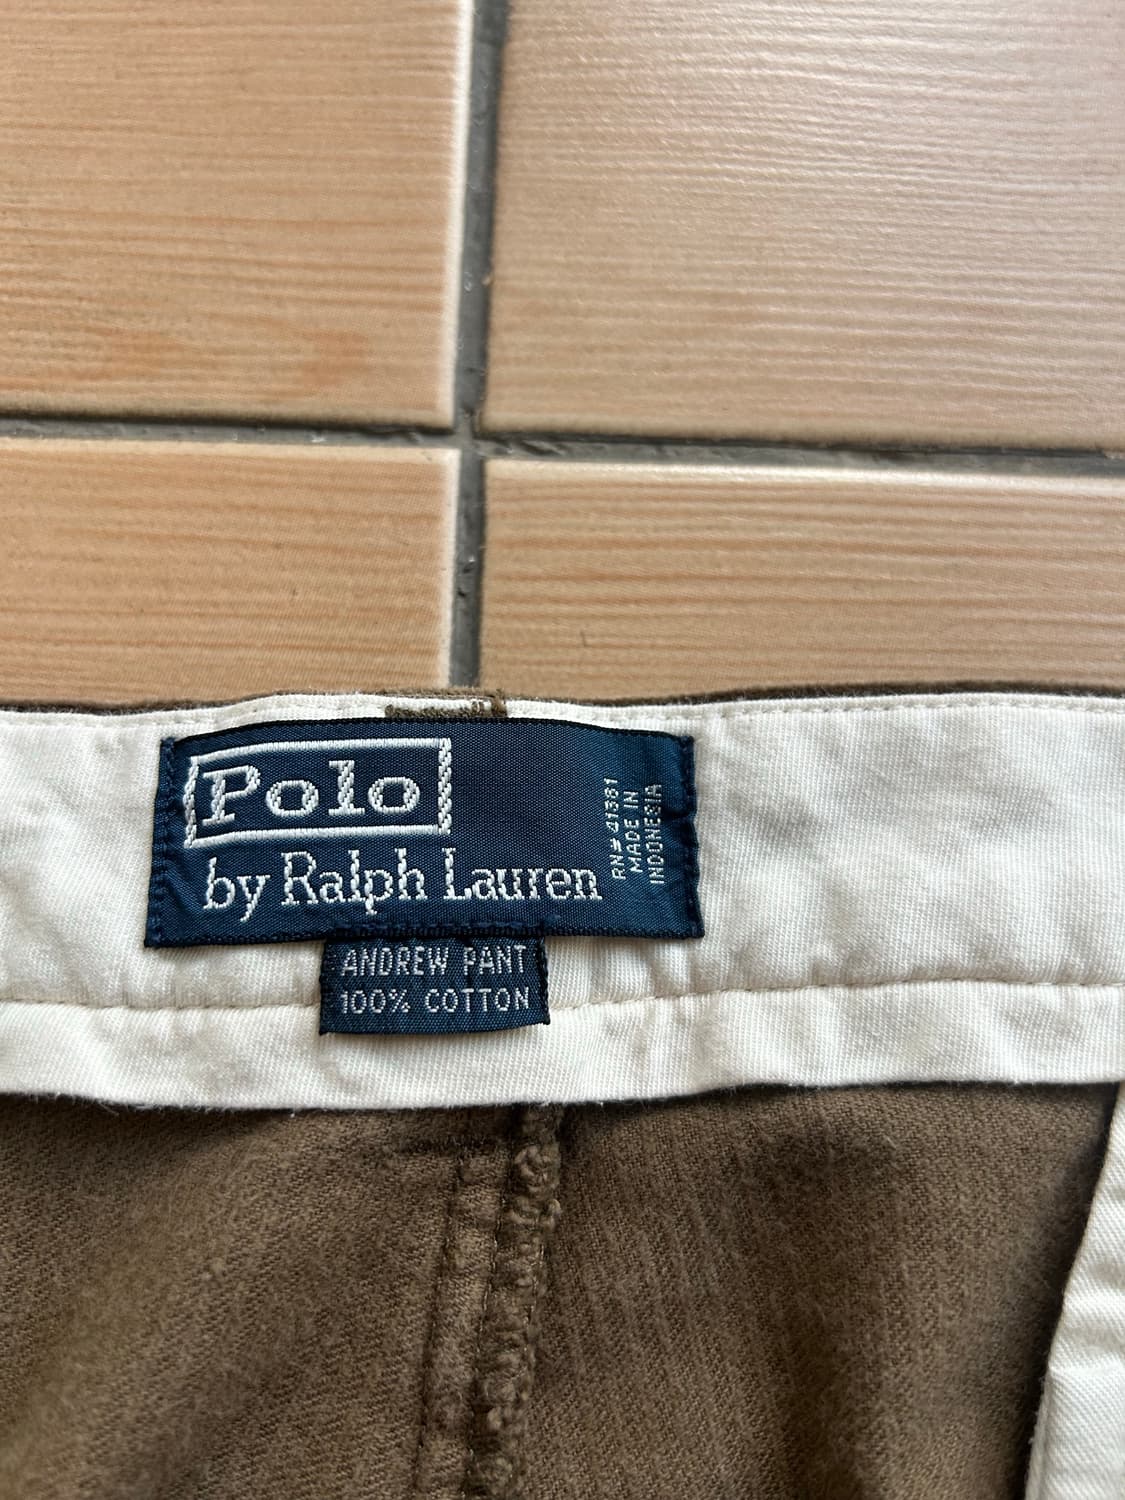 Polo
by Ralph Lauren
RN# 41381
MADE IN
INDONESIA
ANDREW PANT
100% COTTON